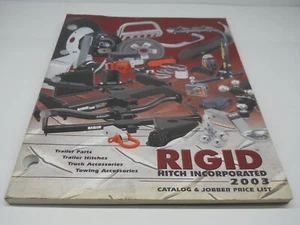 Trailer Parts
Trailer Hitches
Truck Accessories
Towing Accessories
RIGID
HITCH INCORPORATED
2003
CATALOG & JOBBER PRICE LIST